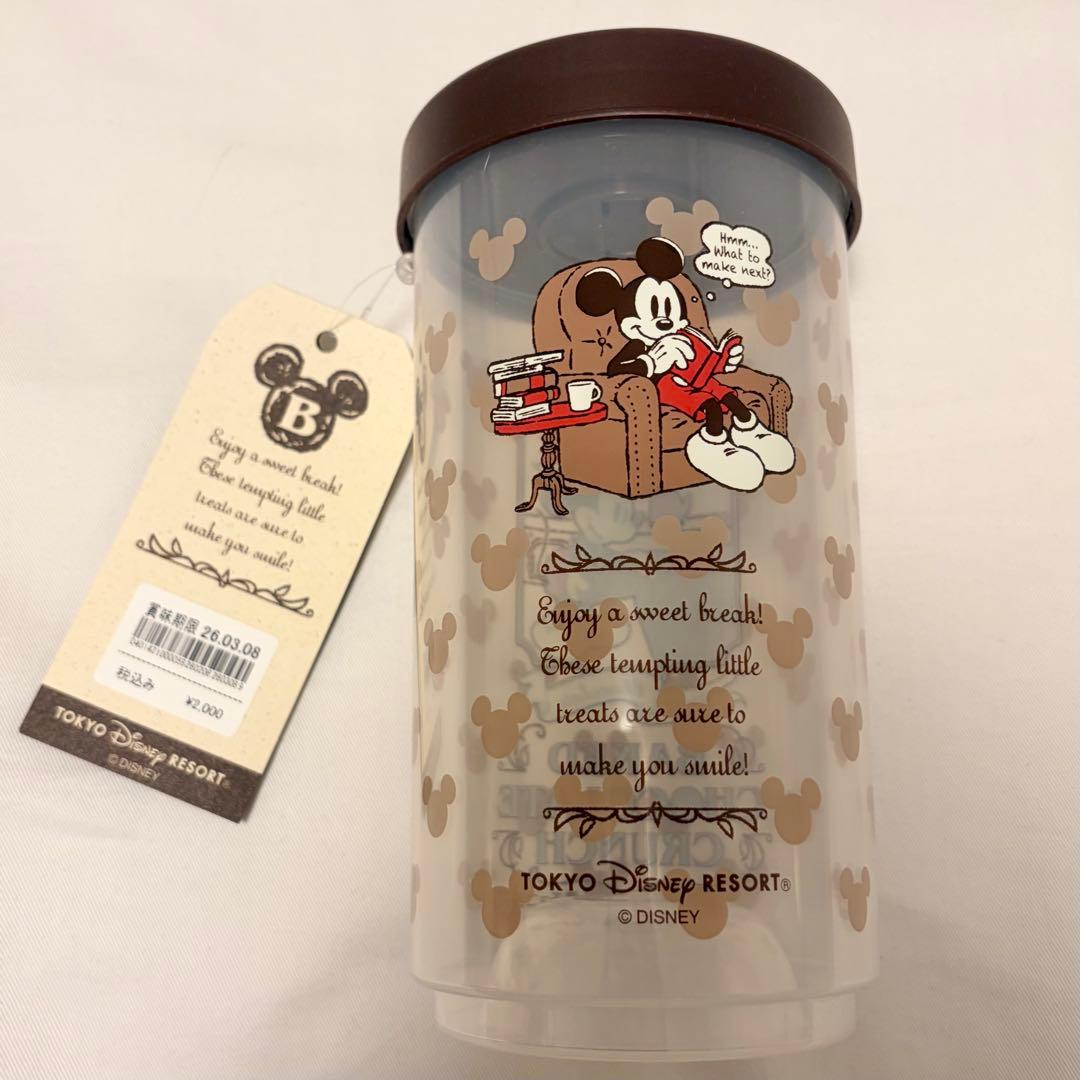 B
Enjoy a sweet break!
These tempting little
treats are sure to
make you smile!
賞味期限 26.03.08
税込み
¥2,000
TOKYO Disney RESORT®
© DISNEY
Hmm...
What to
make next?
Enjoy a sweet break!
These tempting little
treats are sure to
make you smile!
TOKYO Disney RESORT®
© DISNEY
CRUNCH